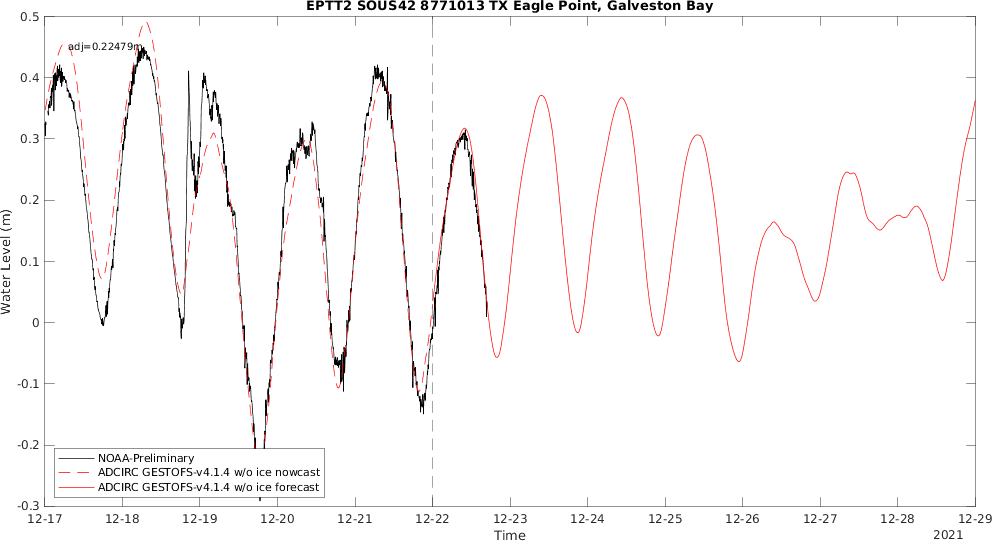 EPTT2 SOUS42 8771013 TX Eagle Point, Galveston Bay
adj=0.22479m
0.5
0.4
0.3
0.2
0.1
0
-0.1
-0.2
-0.3
Water Level (m)
NOAA-Preliminary
ADCIRC GESTOFS-v4.1.4 w/o ice nowcast
ADCIRC GESTOFS-v4.1.4 w/o ice forecast
12-17 12-18 12-19 12-20 12-21 12-22 12-23 12-24 12-25 12-26 12-27 12-28 12-29
Time
2021